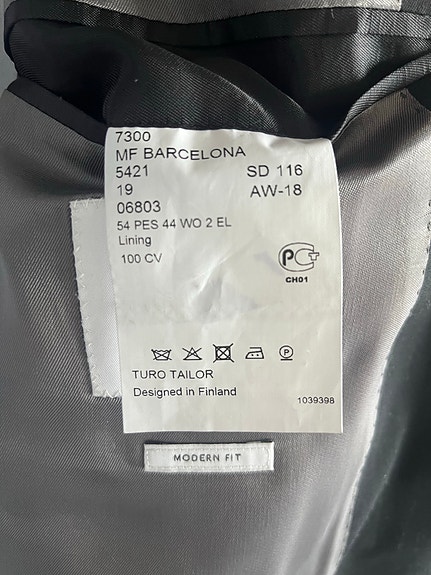 7300
MF BARCELONA
5421 SD 116
19 AW-18
06803
54 PES 44 WO 2 EL
Lining
100 CV
PCT
CH01
P
TURO TAILOR
Designed in Finland
1039398
MODERN FIT